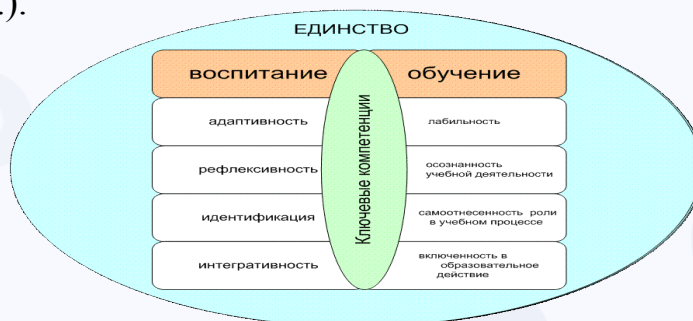 ).
ЕДИНСТВО
воспитание обучение
адаптивность лабильность
рефлексивность осознанность
учебной деятельности
идентификация самоотнесенность роли
в учебном процессе
интегративность включенность в
образовательное
действие
Ключевые компетенции